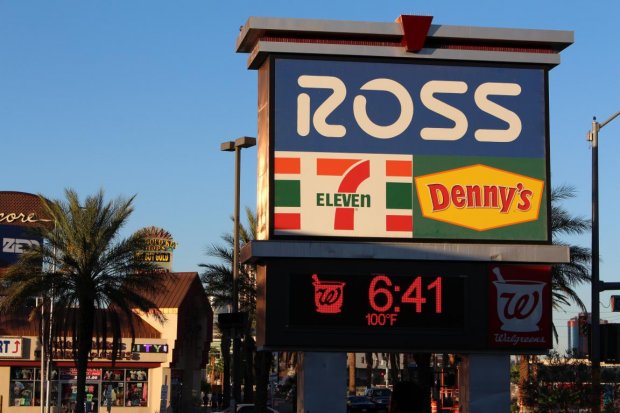 ROSS
7
ELEVEn
Denny's
W
6:41
100°F
W
Walgreens